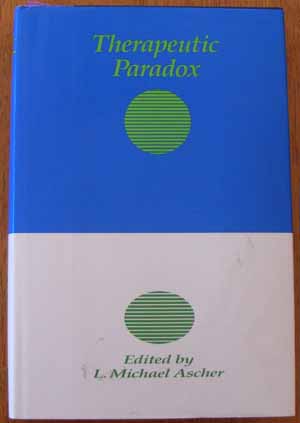 Therapeutic
Paradox
Edited by
L. Michael Ascher